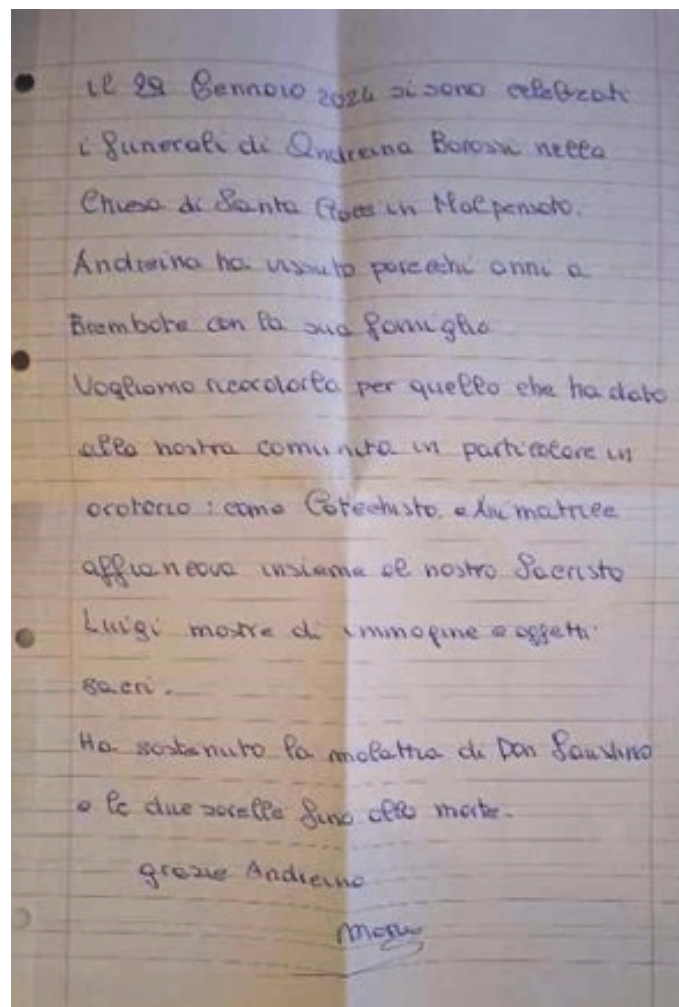 il 29 Gennaio 2024 si sono celebrati
i funerali di Andreina Barossi nella
Chiesa di Santa Croce in Malpensata.
Andreina ha vissuto parecchi anni a
Brembate con la sua famiglia
Vogliamo ricordarla per quello che ha dato
alla nostra comunità in particolare in
oratorio : come Catechista, e Animatrice
affiancava insieme al nostro Sacrista
Luigi mostre di immagine e oggetti
sacri.
Ha sostenuto la malattia di Don Faustino
e le due sorelle fino alla morte.
grazie Andreina